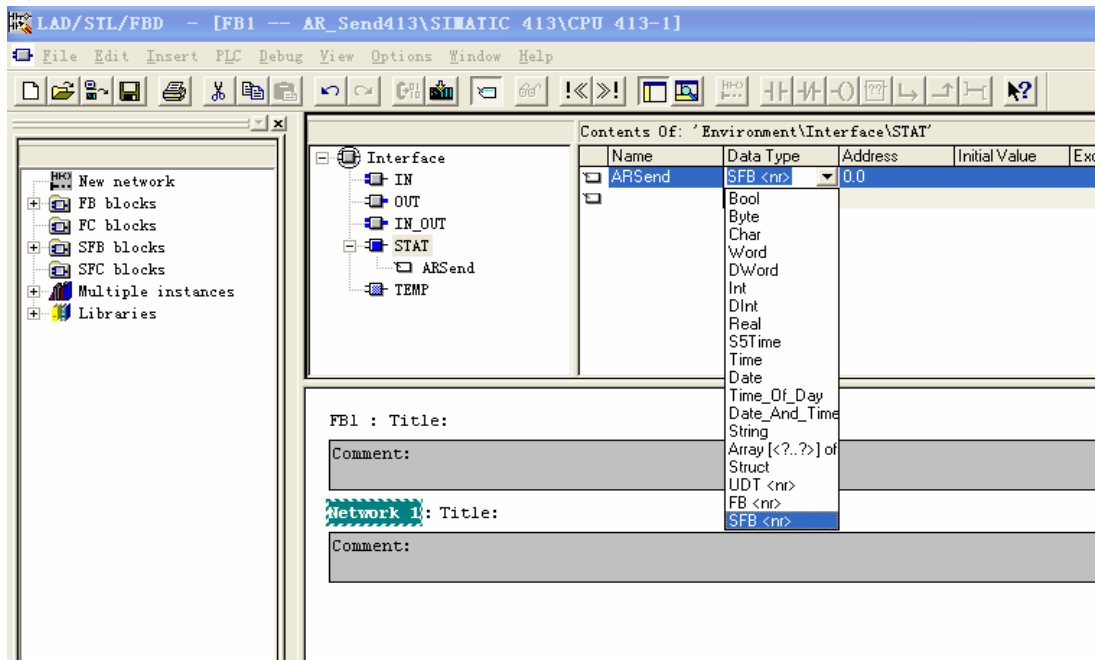 LAD/STL/FBD - [FB1 -- AR_Send413\SIMATIC 413\CPU 413-1]
File Edit Insert PLC Debug View Options Window Help
Contents Of: 'Environment\Interface\STAT'
Name Data Type Address Initial Value Exc
ARSend SFB <nr> 0.0
Interface
IN
OUT
IN_OUT
STAT
ARSend
TEMP
New network
FB blocks
FC blocks
SFB blocks
SFC blocks
Multiple instances
Libraries
Bool
Byte
Char
Word
DWord
Int
DInt
Real
S5Time
Time
Date
Time_Of_Day
Date_And_Time
String
Array [<?..?>] of
Struct
UDT <nr>
FB <nr>
SFB <nr>
FB1 : Title:
Comment:
Network 1: Title:
Comment: